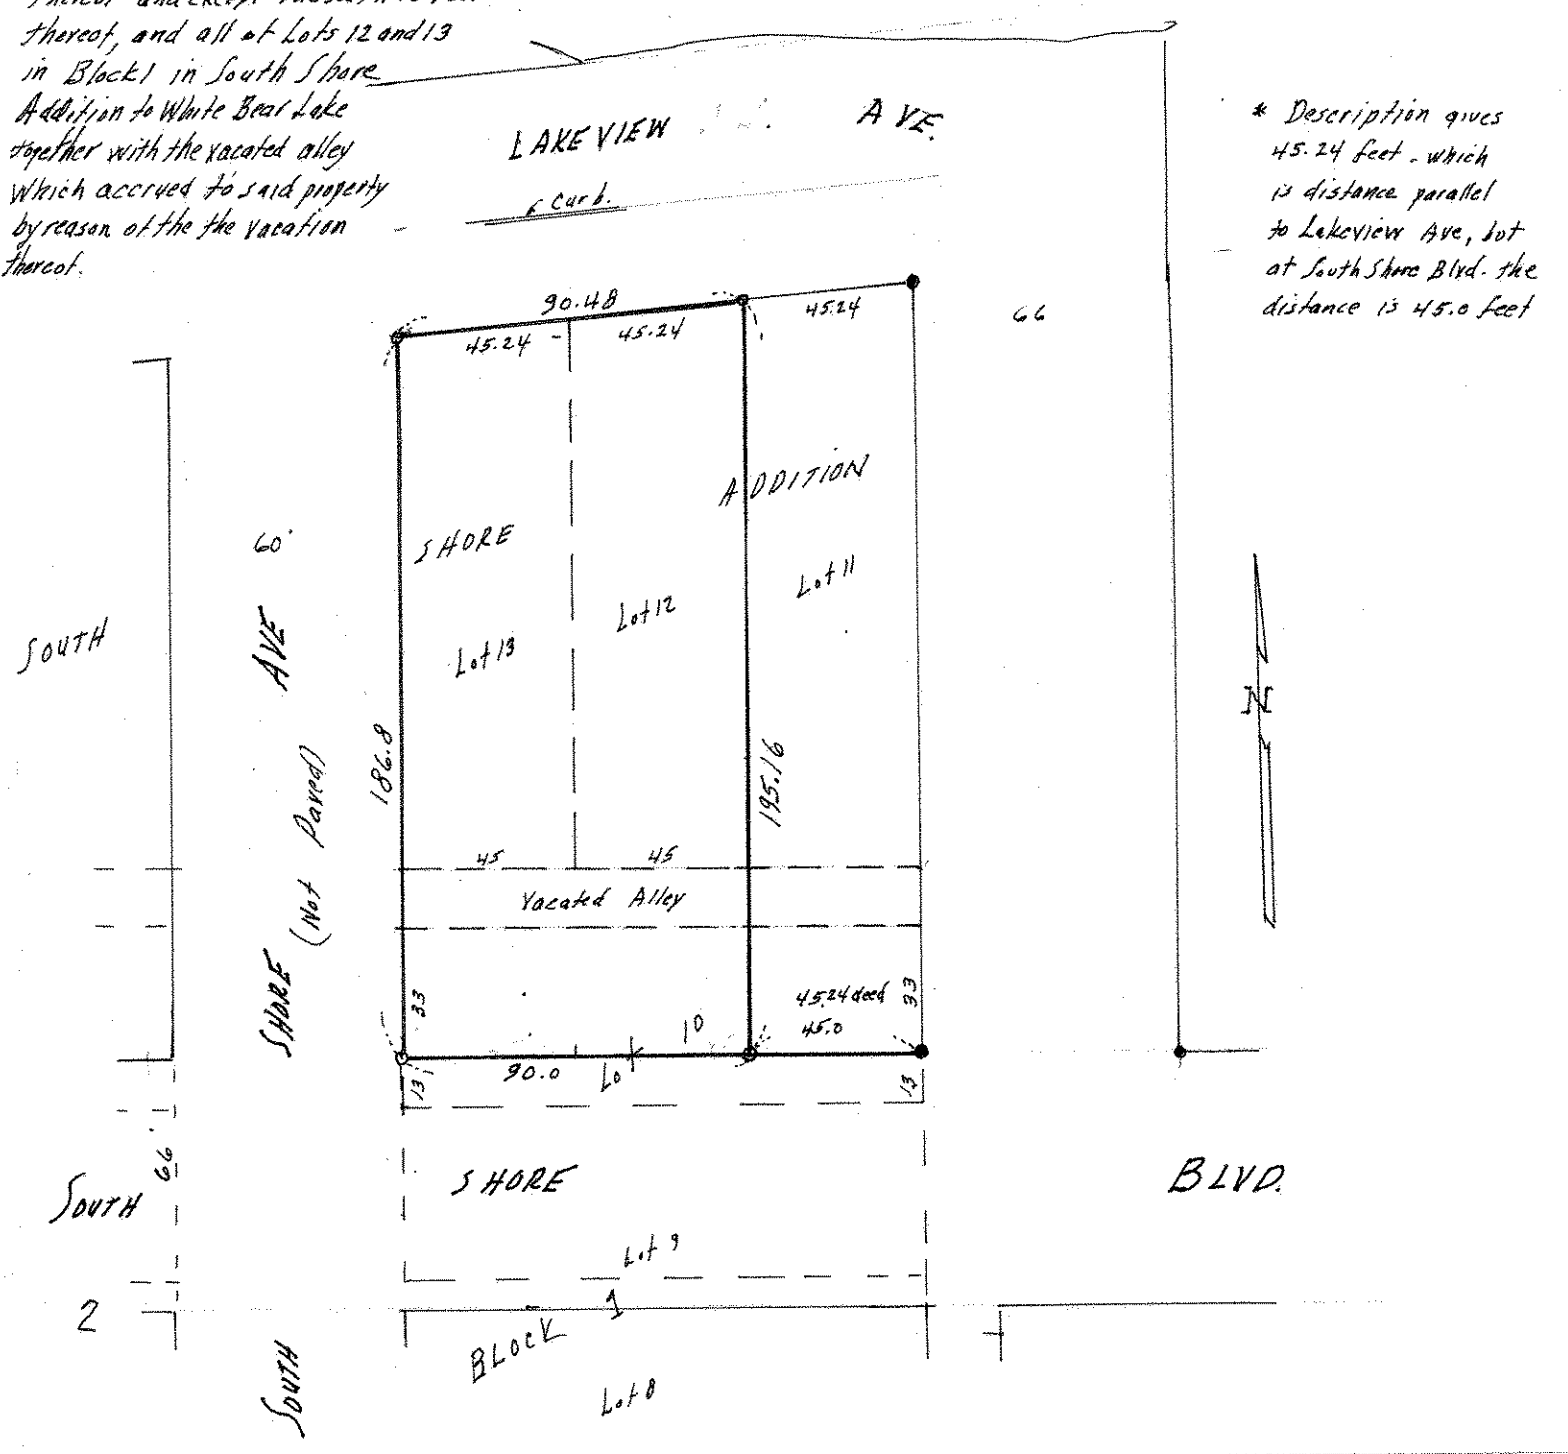 thereof, and all of Lots 12 and 13
in Block 1 in South Shore
Addition to White Bear Lake
together with the vacated alley
which accrued to said property
by reason of the the vacation
thereof.
LAKEVIEW AVE.
Curb.
* Description gives
45.24 feet - which
is distance parallel
to Lakeview Ave, but
at South Shore Blvd. the
distance is 45.0 feet
90.48
45.24
45.24
45.24
66
SHORE
ADDITION
60'
SOUTH
Lot 13
Lot 12
Lot 11
N
186.8
195.16
45
45
Vacated Alley
SOUTH SHORE AVE
(Not Paved)
33
33
45.24 deed
45.0
90.0
Lo 10
13
13
66'
SOUTH SHORE BLVD.
Lot 9
2
BLOCK 1
Lot 8